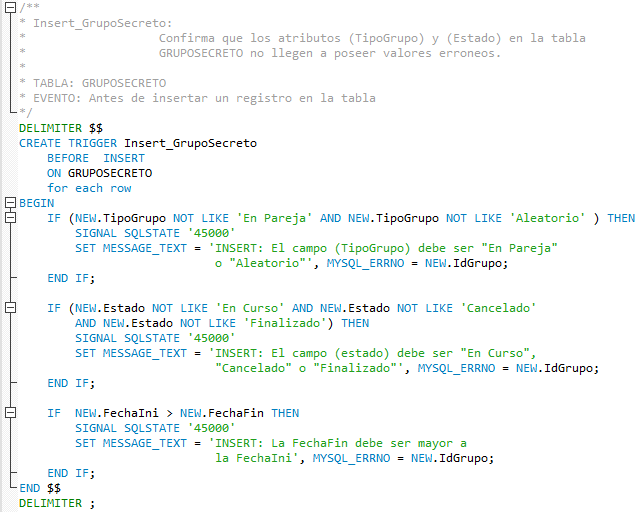 /**
* Insert_GrupoSecreto:
*                   Confirma que los atributos (TipoGrupo) y (Estado) en la tabla
*                   GRUPOSECRETO no llegen a poseer valores erroneos.
*
* TABLA: GRUPOSECRETO
* EVENTO: Antes de insertar un registro en la tabla
*/
DELIMITER $$
CREATE TRIGGER Insert_GrupoSecreto
    BEFORE  INSERT
    ON GRUPOSECRETO
    for each row
BEGIN
    IF (NEW.TipoGrupo NOT LIKE 'En Pareja' AND NEW.TipoGrupo NOT LIKE 'Aleatorio' ) THEN
        SIGNAL SQLSTATE '45000'
        SET MESSAGE_TEXT = 'INSERT: El campo (TipoGrupo) debe ser "En Pareja"
                            o "Aleatorio"', MYSQL_ERRNO = NEW.IdGrupo;
    END IF;
    IF (NEW.Estado NOT LIKE 'En Curso' AND NEW.Estado NOT LIKE 'Cancelado'
        AND NEW.Estado NOT LIKE 'Finalizado') THEN
        SIGNAL SQLSTATE '45000'
        SET MESSAGE_TEXT = 'INSERT: El campo (estado) debe ser "En Curso",
                            "Cancelado" o "Finalizado"', MYSQL_ERRNO = NEW.IdGrupo;
    END IF;
    IF  NEW.FechaIni > NEW.FechaFin THEN
        SIGNAL SQLSTATE '45000'
        SET MESSAGE_TEXT = 'INSERT: La FechaFin debe ser mayor a
                            la FechaIni', MYSQL_ERRNO = NEW.IdGrupo;
    END IF;
END $$
DELIMITER ;